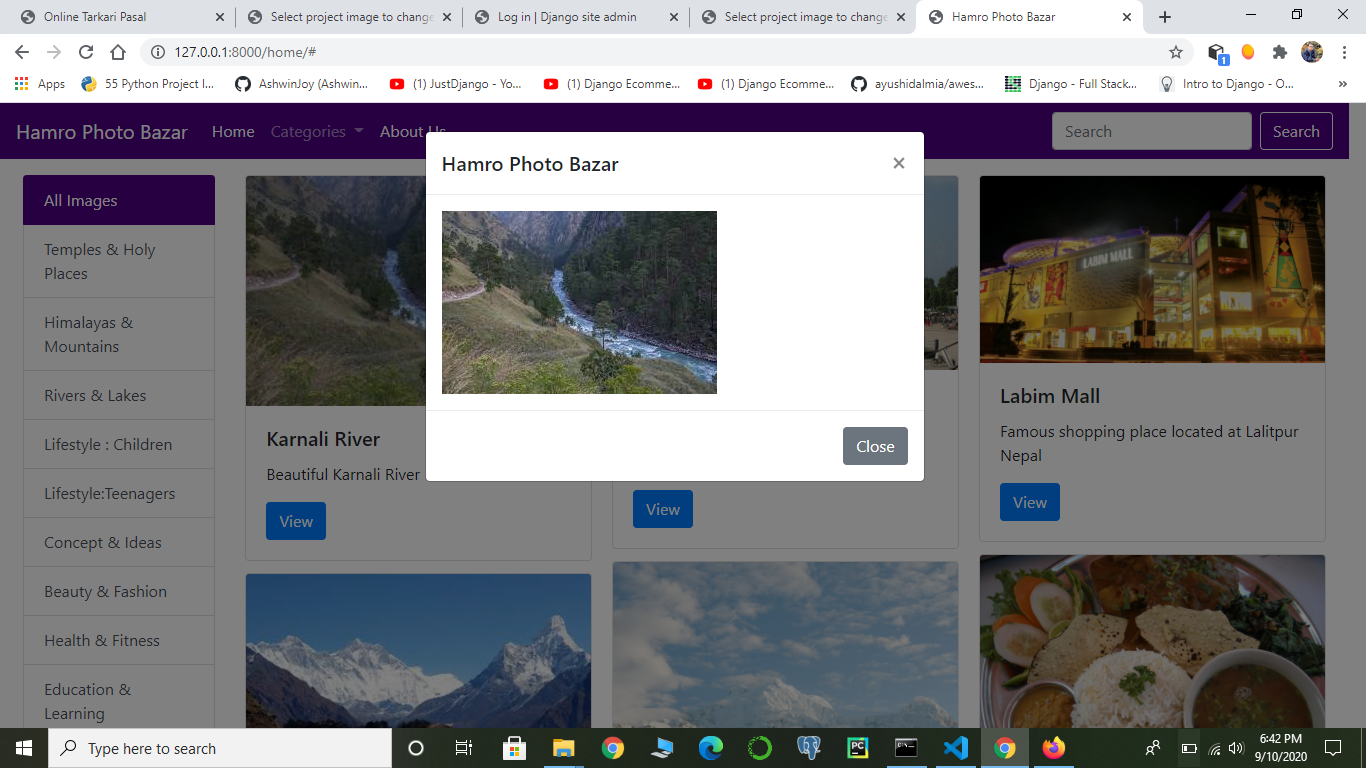 Online Tarkari Pasal
Select project image to change
Log in | Django site admin
Select project image to change
Hamro Photo Bazar
127.0.0.1:8000/home/#
1
Apps
55 Python Project I...
AshwinJoy (Ashwin...
(1) JustDjango - Yo...
(1) Django Ecomme...
(1) Django Ecomme...
ayushidalmia/awes...
Django - Full Stack...
Intro to Django - O...
»
Hamro Photo Bazar
Home
Categories
About Us
Search
Search
Hamro Photo Bazar
×
Close
All Images
Temples & Holy
Places
Himalayas &
Mountains
Rivers & Lakes
Lifestyle : Children
Lifestyle:Teenagers
Concept & Ideas
Beauty & Fashion
Health & Fitness
Education &
Learning
Karnali River
Beautiful Karnali River
View
View
LABIM MALL
Labim Mall
Famous shopping place located at Lalitpur
Nepal
View
Type here to search
PC
6:42 PM
9/10/2020